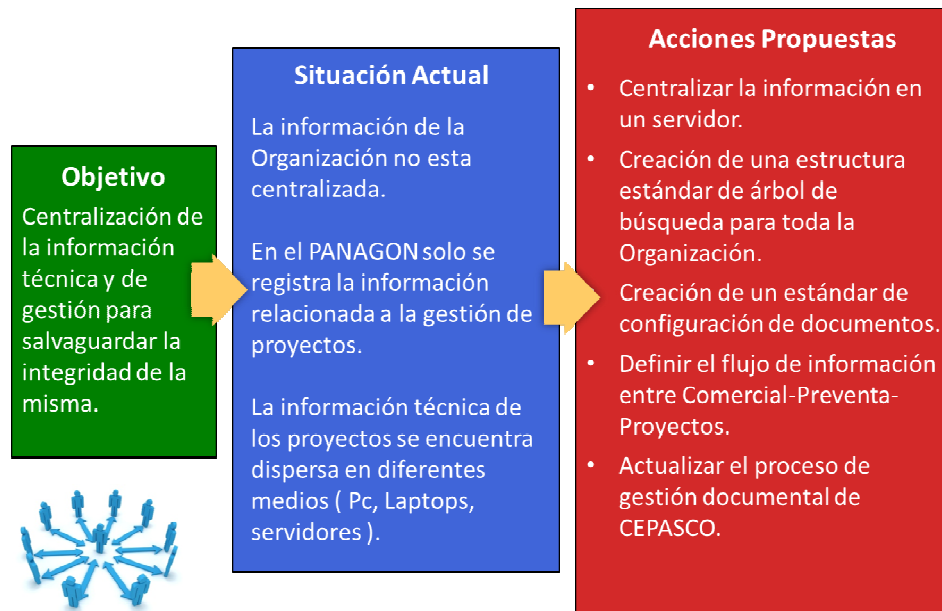 Objetivo
Centralización de
la información
técnica y de
gestión para
salvaguardar la
integridad de la
misma.
Situación Actual
La información de la
Organización no esta
centralizada.
En el PANAGON solo se
registra la información
relacionada a la gestión de
proyectos.
La información técnica de
los proyectos se encuentra
dispersa en diferentes
medios ( Pc, Laptops,
servidores ).
Acciones Propuestas
• Centralizar la información en
un servidor.
• Creación de una estructura
estándar de árbol de
búsqueda para toda la
Organización.
Creación de un estándar de
configuración de documentos.
• Definir el flujo de información
entre Comercial-Preventa-
Proyectos.
• Actualizar el proceso de
gestión documental de
CEPASCO.